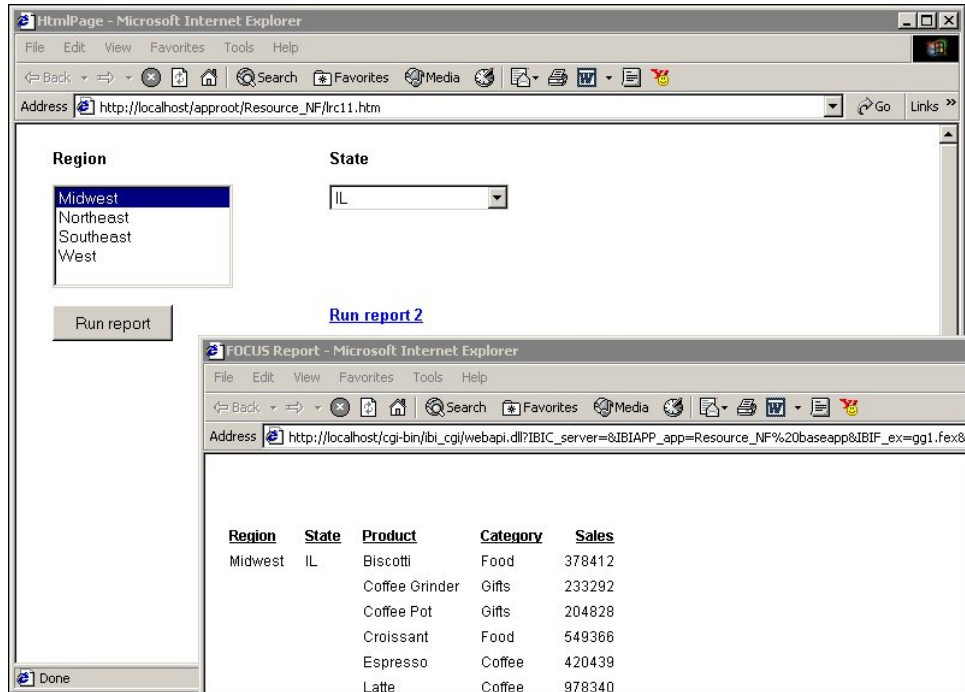 HtmlPage - Microsoft Internet Explorer
File Edit View Favorites Tools Help
Back Search Favorites Media
Address http://localhost/approot/Resource_NF/lrc11.htm Go Links »
Region State
Midwest IL
Northeast
Southeast
West
Run report Run report 2
FOCUS Report - Microsoft Internet Explorer
File Edit View Favorites Tools Help
Back Search Favorites Media
Address http://localhost/cgi-bin/ibi_cgi/webapi.dll?IBIC_server=&IBIAPP_app=Resource_NF%20baseapp&IBIF_ex=gg1.fex&
Region State Product Category Sales
Midwest IL Biscotti Food 378412
Coffee Grinder Gifts 233292
Coffee Pot Gifts 204828
Croissant Food 549366
Espresso Coffee 420439
Latte Coffee 978340
Done